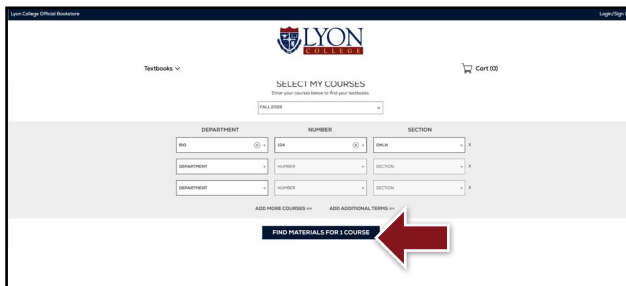 Lyon College Official Bookstore
Login/Sign
LYON
COLLEGE
Textbooks
Cart (0)
SELECT MY COURSES
Enter your courses below to find your textbooks.
FALL 2020
DEPARTMENT NUMBER SECTION
BIO 104 X
DEPARTMENT NUMBER SECTION X
DEPARTMENT NUMBER SECTION X
ADD MORE COURSES >> ADD ADDITIONAL TERMS >>
FIND MATERIALS FOR 1 COURSE